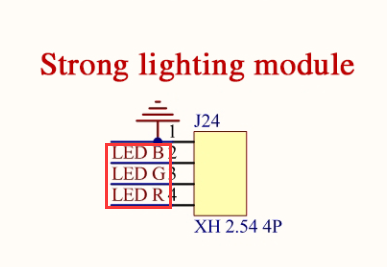 Strong lighting module
J24
1
LED B 2
LED G 3
LED R 4
XH 2.54 4P